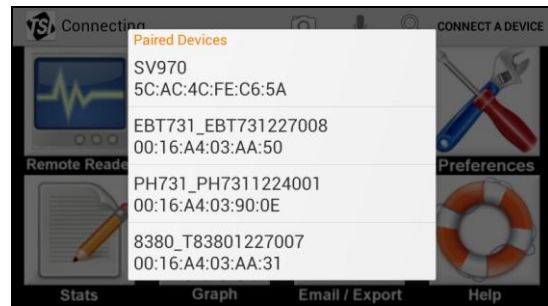 TSI Connecting CONNECT A DEVICE
Paired Devices
SV970
5C:AC:4C:FE:C6:5A
EBT731_EBT731227008
00:16:A4:03:AA:50
Remote Reade Preferences
PH731_PH7311224001
00:16:A4:03:90:0E
8380_T83801227007
00:16:A4:03:AA:31
Stats Graph Email / Export Help